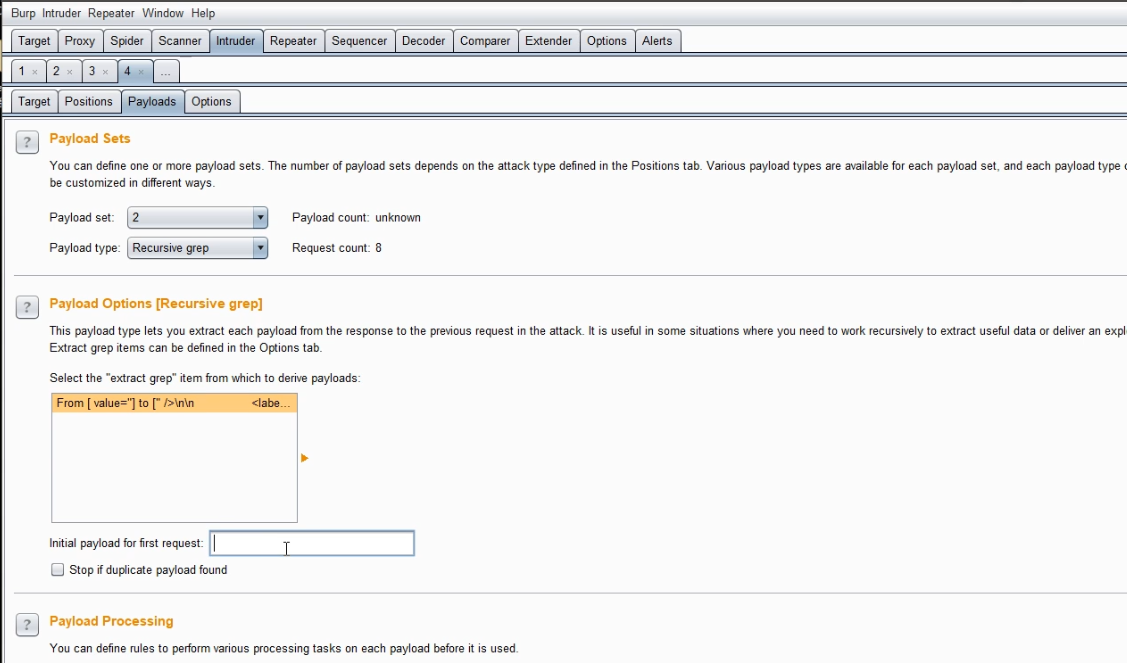 Burp Intruder Repeater Window Help
Target Proxy Spider Scanner Intruder Repeater Sequencer Decoder Comparer Extender Options Alerts
1 × 2 × 3 × 4 × ...
Target Positions Payloads Options
? Payload Sets
You can define one or more payload sets. The number of payload sets depends on the attack type defined in the Positions tab. Various payload types are available for each payload set, and each payload type
be customized in different ways.
Payload set: 2 Payload count: unknown
Payload type: Recursive grep Request count: 8
? Payload Options [Recursive grep]
This payload type lets you extract each payload from the response to the previous request in the attack. It is useful in some situations where you need to work recursively to extract useful data or deliver an expl
Extract grep items can be defined in the Options tab.
Select the "extract grep" item from which to derive payloads:
From [ value="] to [" />\n\n <labe...
Initial payload for first request:
Stop if duplicate payload found
? Payload Processing
You can define rules to perform various processing tasks on each payload before it is used.